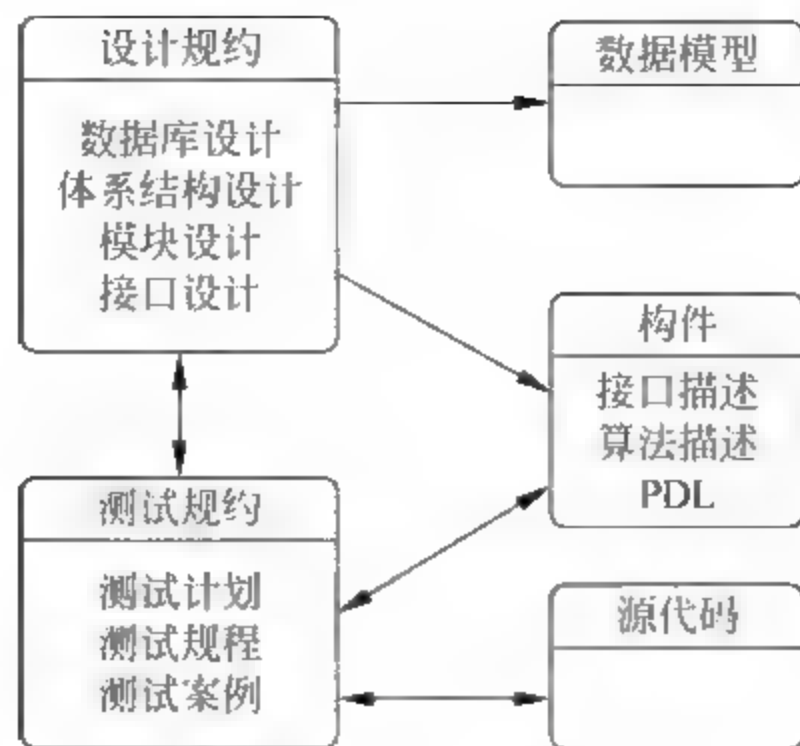 设计规约
数据库设计
体系结构设计
模块设计
接口设计
数据模型
构件
接口描述
算法描述
PDL
测试规约
测试计划
测试规程
测试案例
源代码